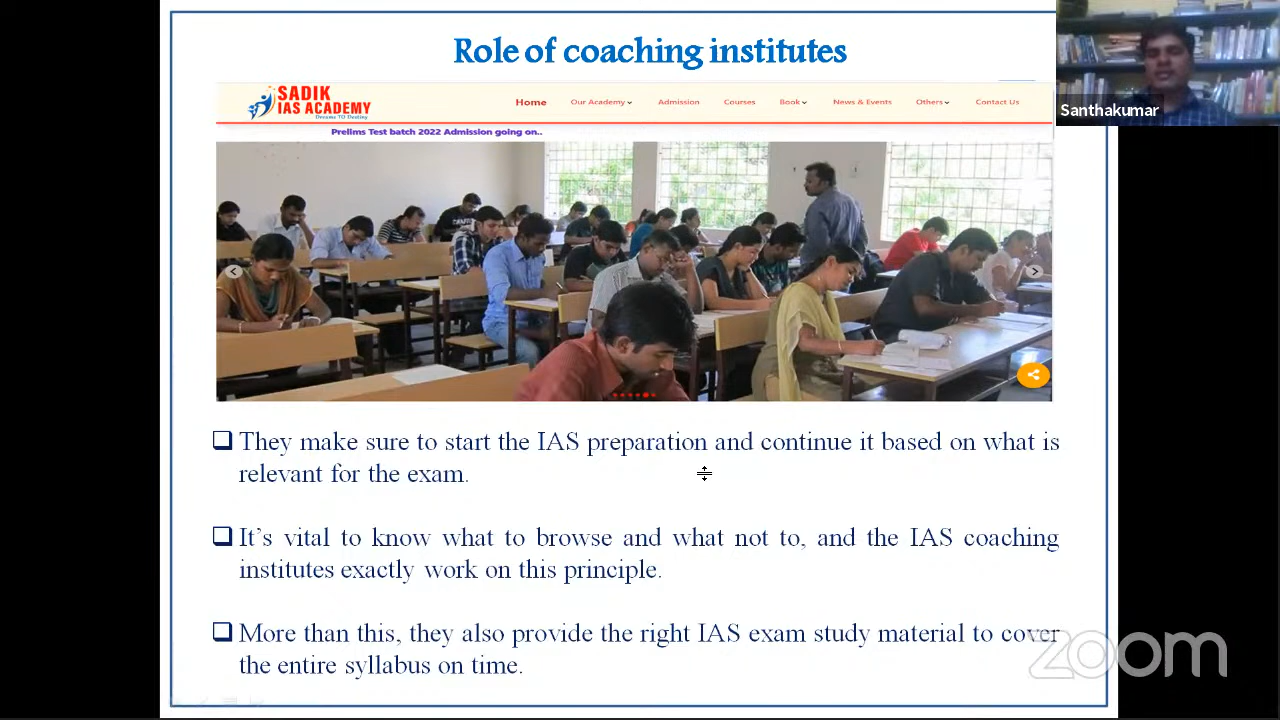 Role of coaching institutes
SADIK
IAS ACADEMY
Dreams TO Destiny
Home Our Academy Admission Courses Book News & Events Others Contact Us
Prelims Test batch 2022 Admission going on..
Santhakumar
They make sure to start the IAS preparation and continue it based on what is
relevant for the exam.
It's vital to know what to browse and what not to, and the IAS coaching
institutes exactly work on this principle.
More than this, they also provide the right IAS exam study material to cover
the entire syllabus on time.
zoom